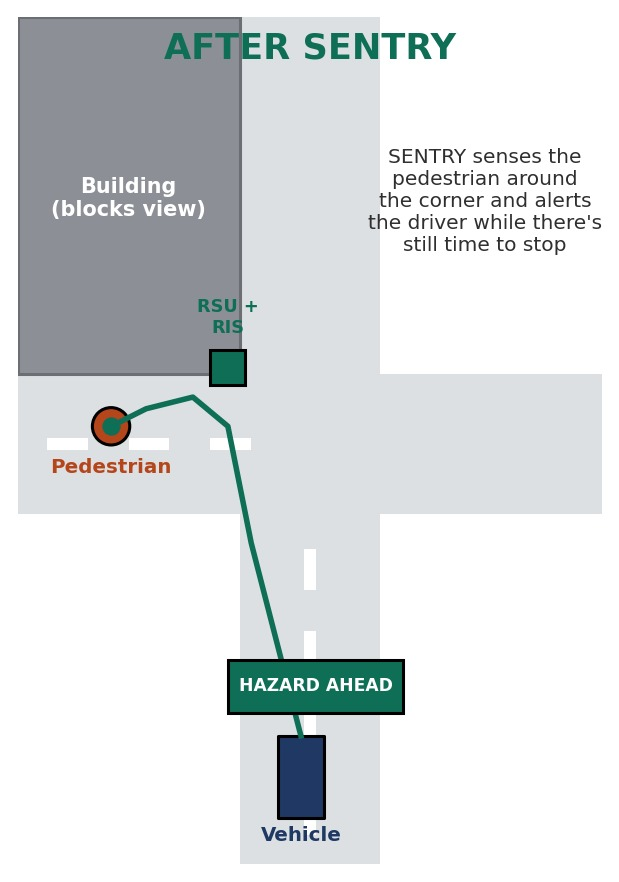 AFTER SENTRY
SENTRY senses the
pedestrian around
the corner and alerts
the driver while there's
still time to stop
Building
(blocks view)
RSU +
RIS
Pedestrian
HAZARD AHEAD
Vehicle